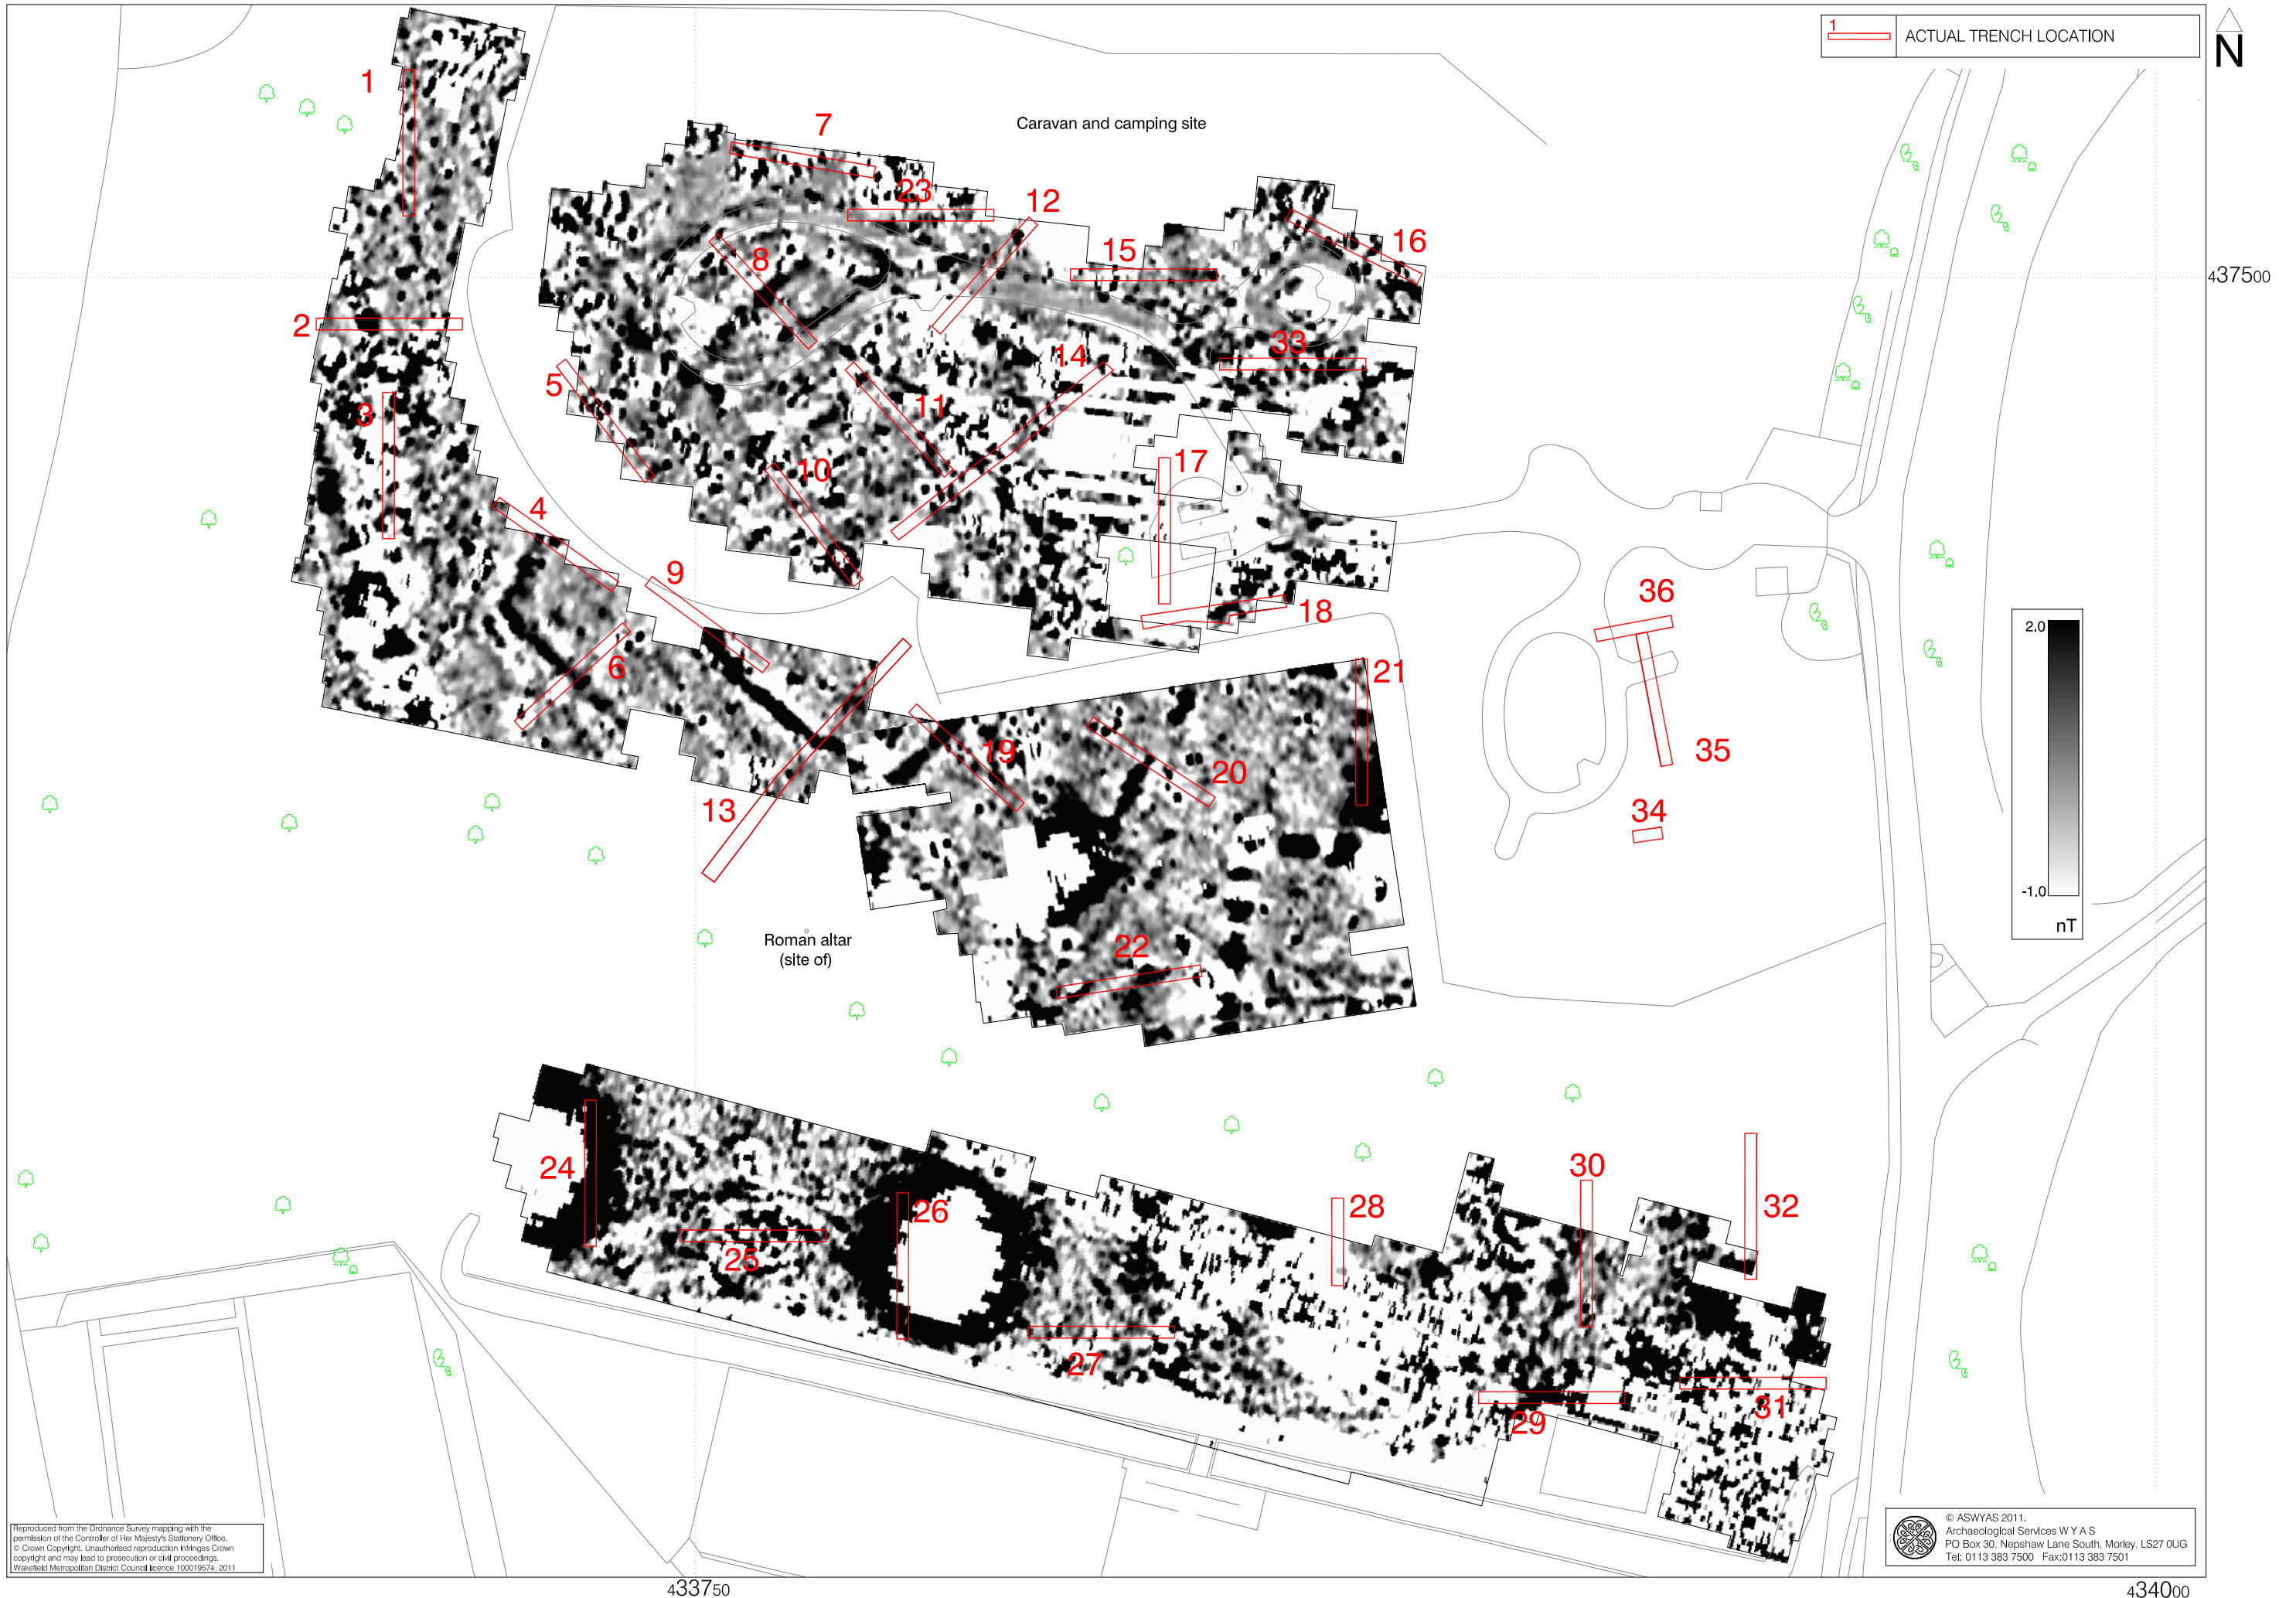 1
ACTUAL TRENCH LOCATION
N
1
7
Caravan and camping site
23
12
8
15
16
437500
2
33
14
5
3
11
10
17
4
9
36
18
2.0
6
21
19
20
35
13
34
-1.0
nT
22
Roman altar
(site of)
24
26
30
28
32
25
27
31
29
Reproduced from the Ordnance Survey mapping with the
permission of the Controller of Her Majesty's Stationery Office.
© Crown Copyright. Unauthorised reproduction infringes Crown
copyright and may lead to prosecution or civil proceedings.
Wakefield Metropolitan District Council licence 100019574, 2011
© ASWYAS 2011.
Archaeological Services W Y A S
PO Box 30, Nepshaw Lane South, Morley, LS27 0UG
Tel: 0113 383 7500 Fax:0113 383 7501
433750
434000